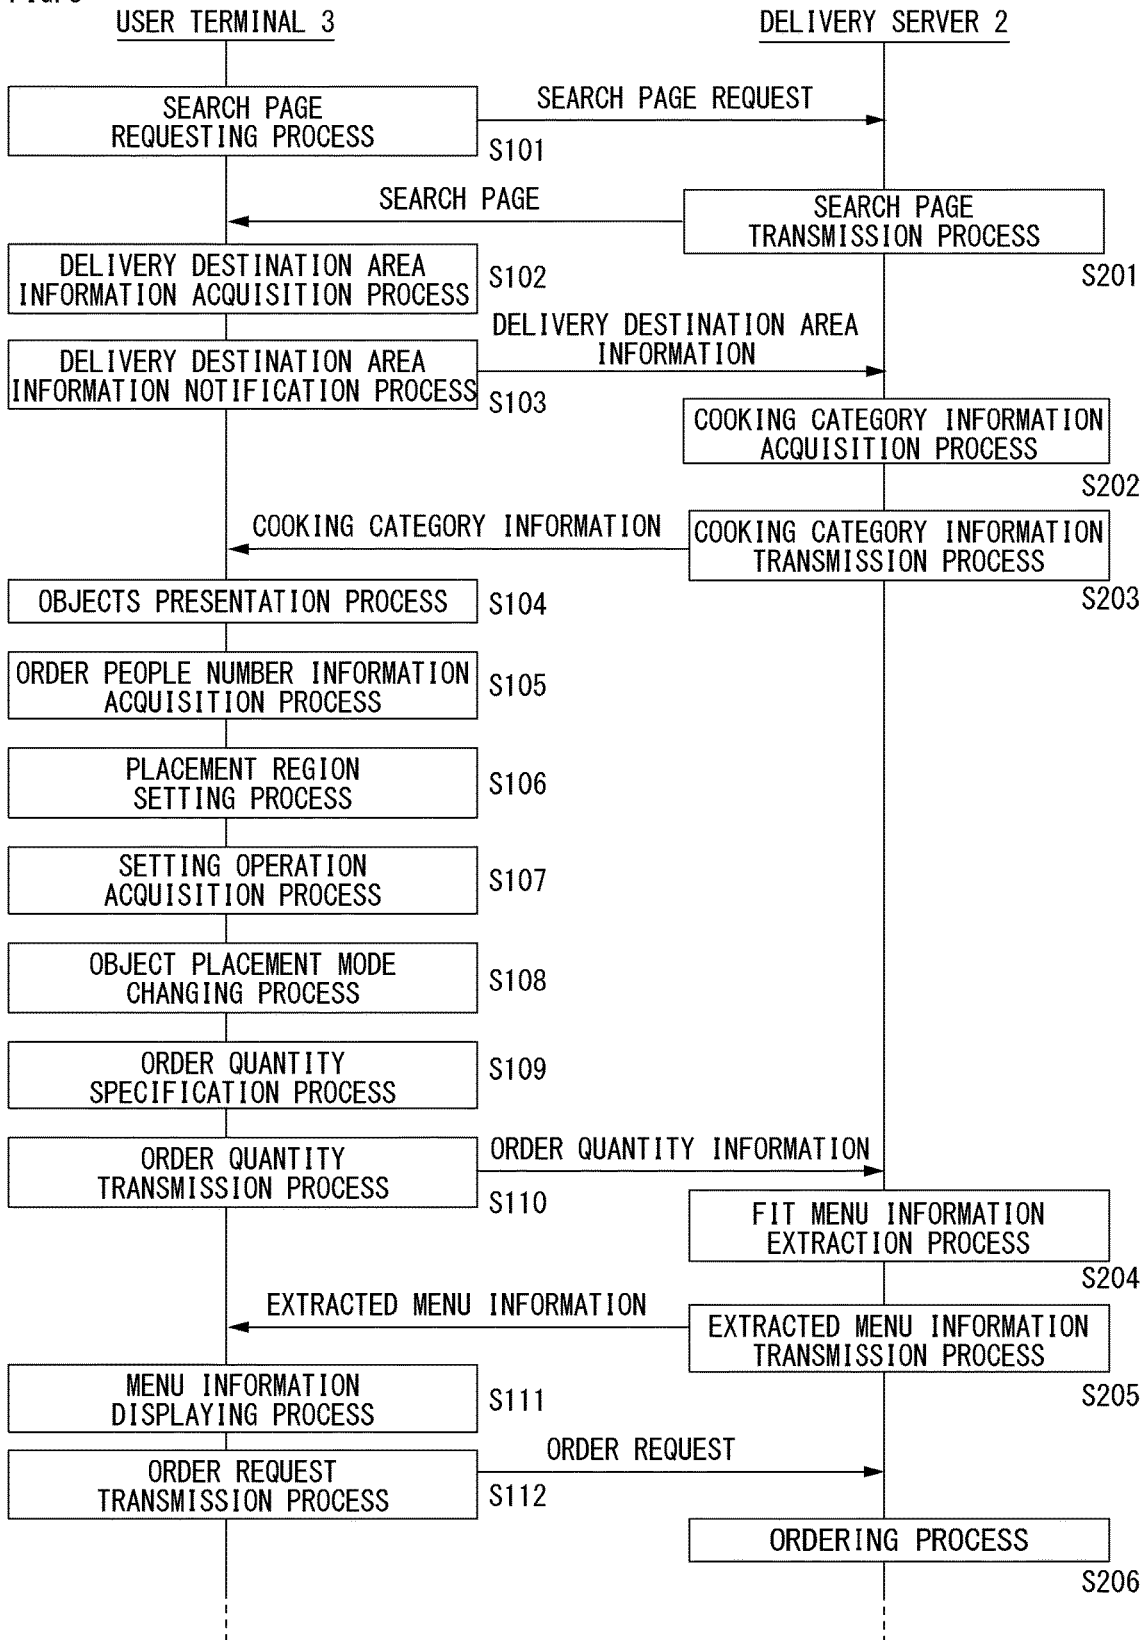 USER TERMINAL 3
DELIVERY SERVER 2
SEARCH PAGE
REQUESTING PROCESS
S101
SEARCH PAGE REQUEST
SEARCH PAGE
SEARCH PAGE
TRANSMISSION PROCESS
S201
DELIVERY DESTINATION AREA
INFORMATION ACQUISITION PROCESS
S102
DELIVERY DESTINATION AREA
INFORMATION NOTIFICATION PROCESS
S103
DELIVERY DESTINATION AREA
INFORMATION
COOKING CATEGORY INFORMATION
ACQUISITION PROCESS
S202
COOKING CATEGORY INFORMATION
COOKING CATEGORY INFORMATION
TRANSMISSION PROCESS
S203
OBJECTS PRESENTATION PROCESS
S104
ORDER PEOPLE NUMBER INFORMATION
ACQUISITION PROCESS
S105
PLACEMENT REGION
SETTING PROCESS
S106
SETTING OPERATION
ACQUISITION PROCESS
S107
OBJECT PLACEMENT MODE
CHANGING PROCESS
S108
ORDER QUANTITY
SPECIFICATION PROCESS
S109
ORDER QUANTITY
TRANSMISSION PROCESS
S110
ORDER QUANTITY INFORMATION
FIT MENU INFORMATION
EXTRACTION PROCESS
S204
EXTRACTED MENU INFORMATION
EXTRACTED MENU INFORMATION
TRANSMISSION PROCESS
S205
MENU INFORMATION
DISPLAYING PROCESS
S111
ORDER REQUEST
TRANSMISSION PROCESS
S112
ORDER REQUEST
ORDERING PROCESS
S206